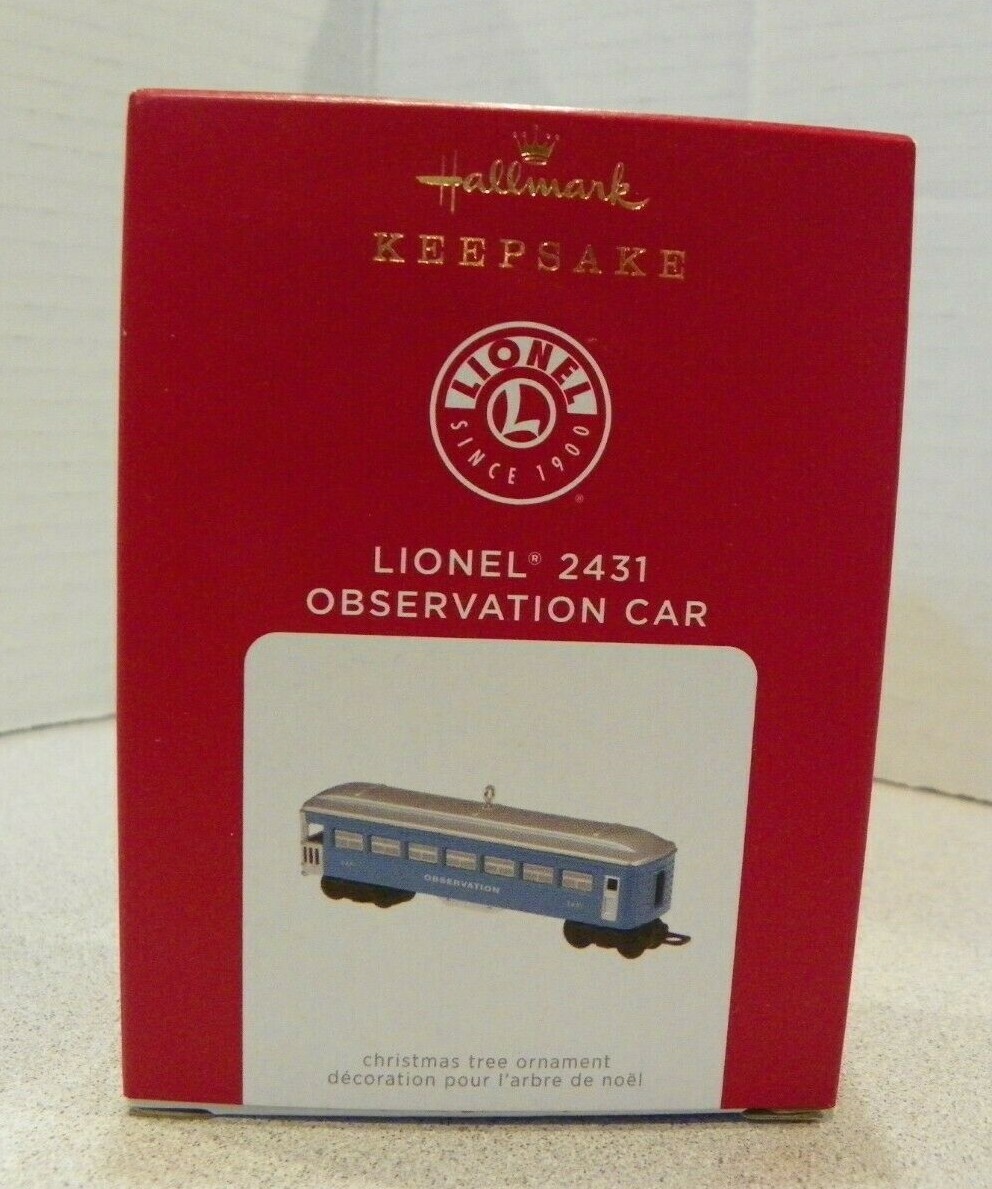 Hallmark
KEEPSAKE
LIONEL
L
SINCE 1900
®
LIONEL® 2431
OBSERVATION CAR
OBSERVATION
christmas tree ornament
décoration pour l'arbre de noël